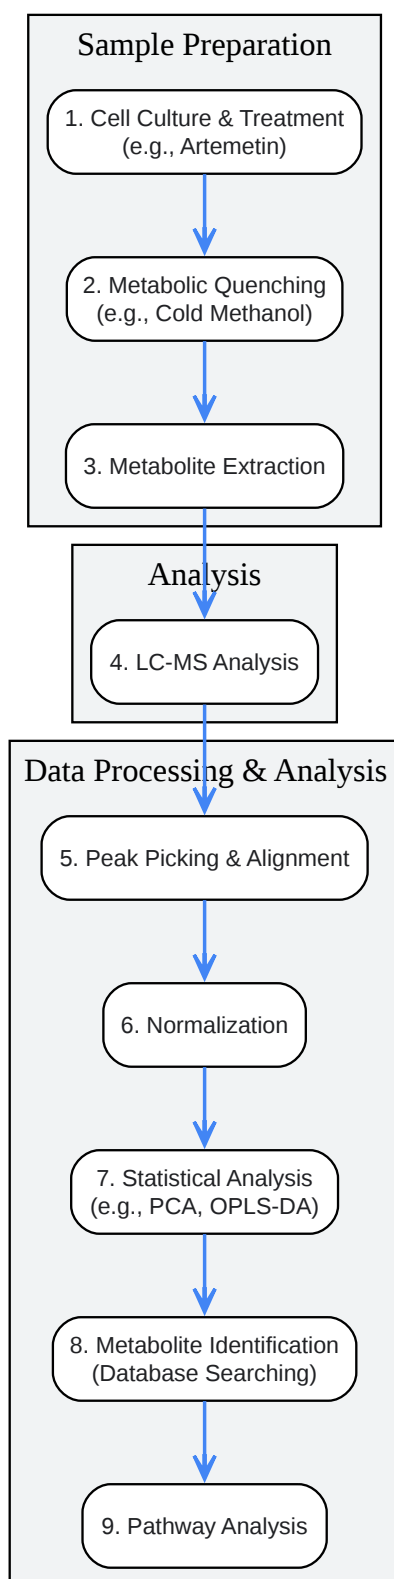 Sample Preparation
1. Cell Culture & Treatment
(e.g., Artemetin)
2. Metabolic Quenching
(e.g., Cold Methanol)
3. Metabolite Extraction
Analysis
4. LC-MS Analysis
Data Processing & Analysis
5. Peak Picking & Alignment
6. Normalization
7. Statistical Analysis
(e.g., PCA, OPLS-DA)
8. Metabolite Identification
(Database Searching)
9. Pathway Analysis